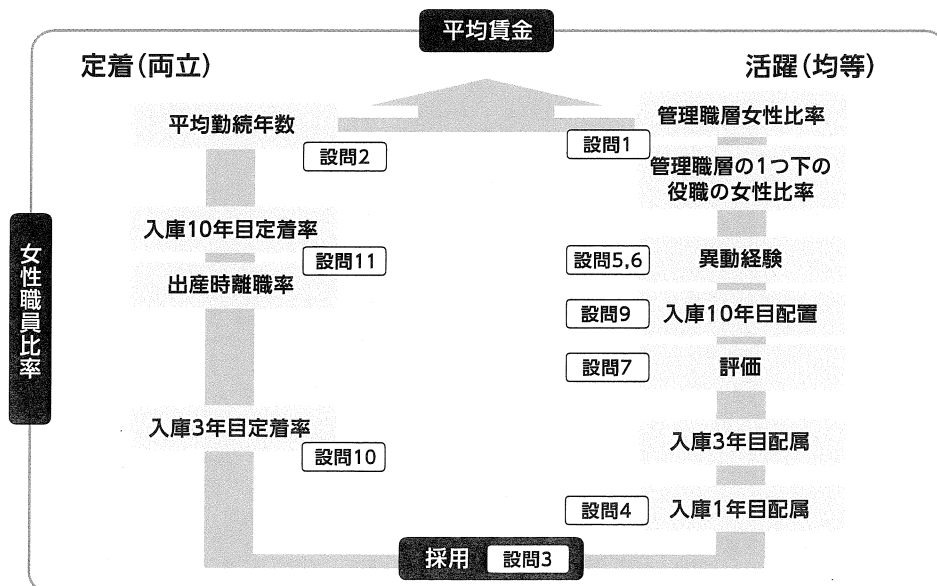 平均賃金
定着(両立)
活躍(均等)
平均勤続年数
設問2
入庫10年目定着率
設問11
出産時離職率
入庫3年目定着率
設問10
管理職層女性比率
設問1
管理職層の1つ下の
役職の女性比率
設問5,6
異動経験
設問9
入庫10年目配置
設問7
評価
入庫3年目配属
設問4
入庫1年目配属
女性職員比率
採用
設問3